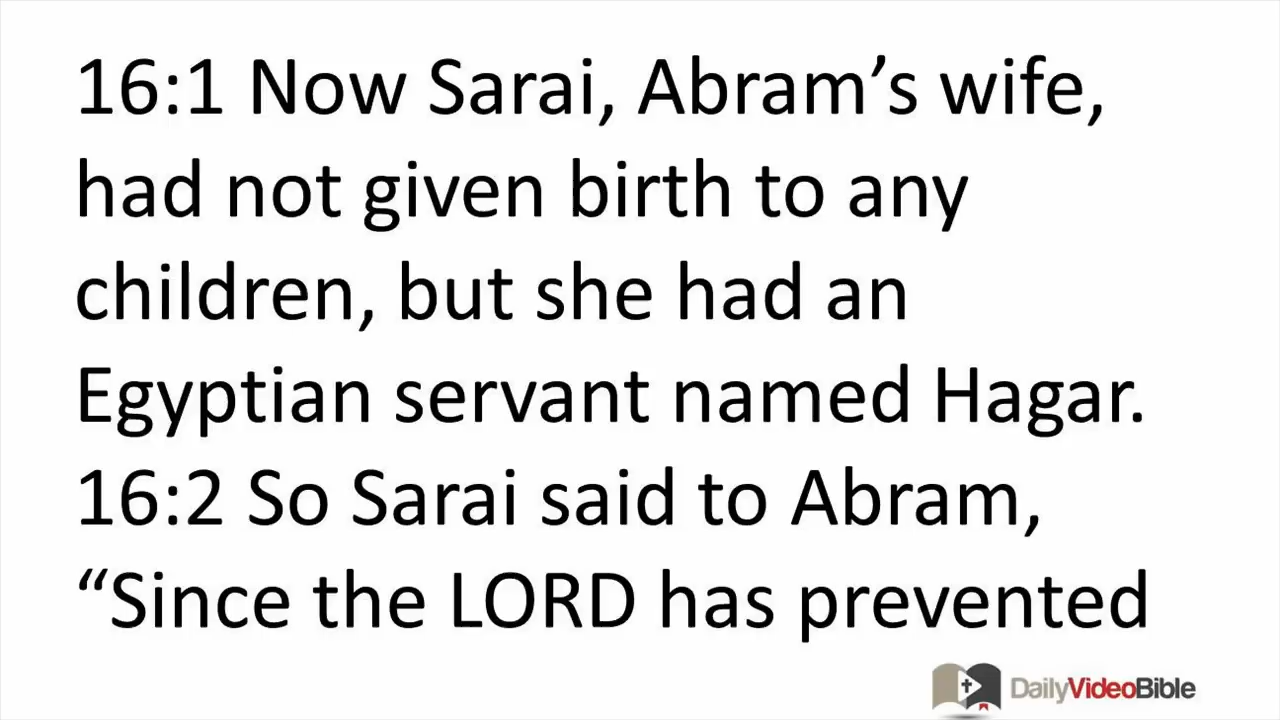 16:1 Now Sarai, Abram’s wife,
had not given birth to any
children, but she had an
Egyptian servant named Hagar.
16:2 So Sarai said to Abram,
“Since the LORD has prevented
DailyVideoBible